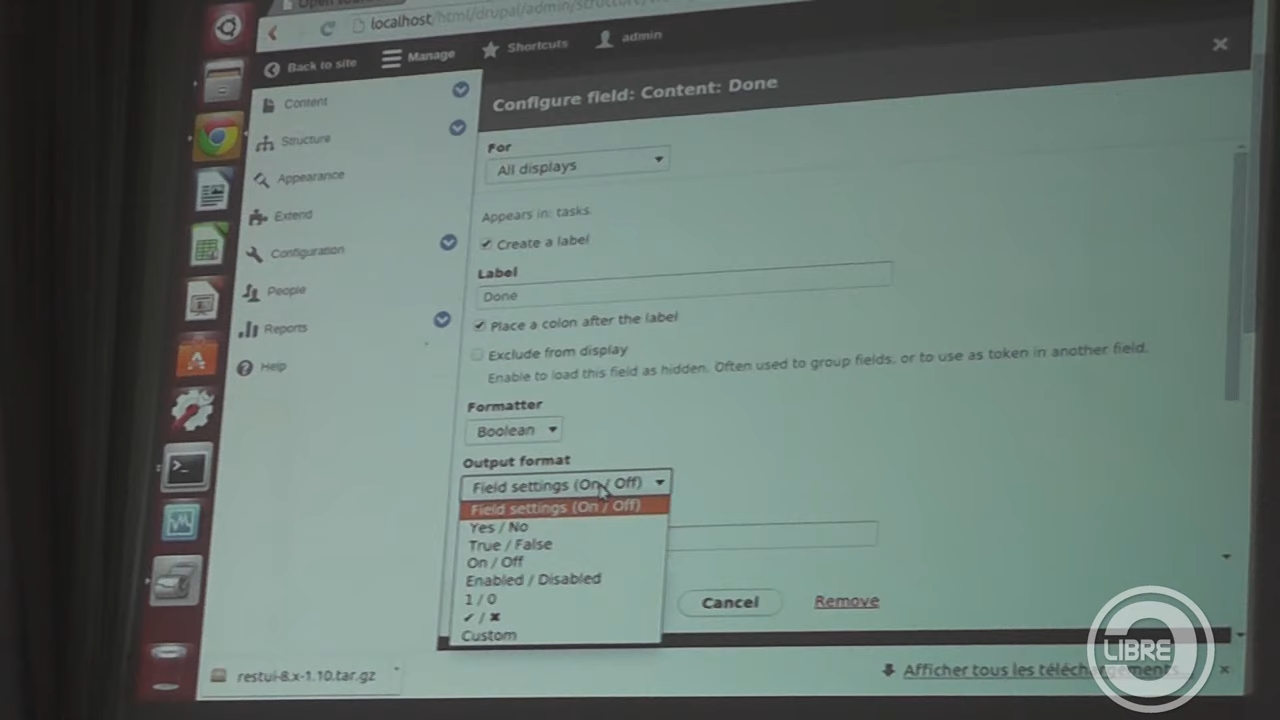 localhost/html/drupal/admin/structure/
Back to site
Manage
Shortcuts
admin
Content
Structure
Appearance
Extend
Configuration
People
Reports
Help
Configure field: Content: Done
For
All displays
Appears in: tasks.
Create a label
Label
Done
Place a colon after the label
Exclude from display
Enable to load this field as hidden. Often used to group fields, or to use as token in another field.
Formatter
Boolean
Output format
Field settings (On / Off)
Field settings (On / Off)
Yes / No
True / False
On / Off
Enabled / Disabled
1 / 0
✔ / ✖
Custom
Cancel
Remove
restui-8.x-1.10.tar.gz
Afficher tous les téléchargements...
LIBRE